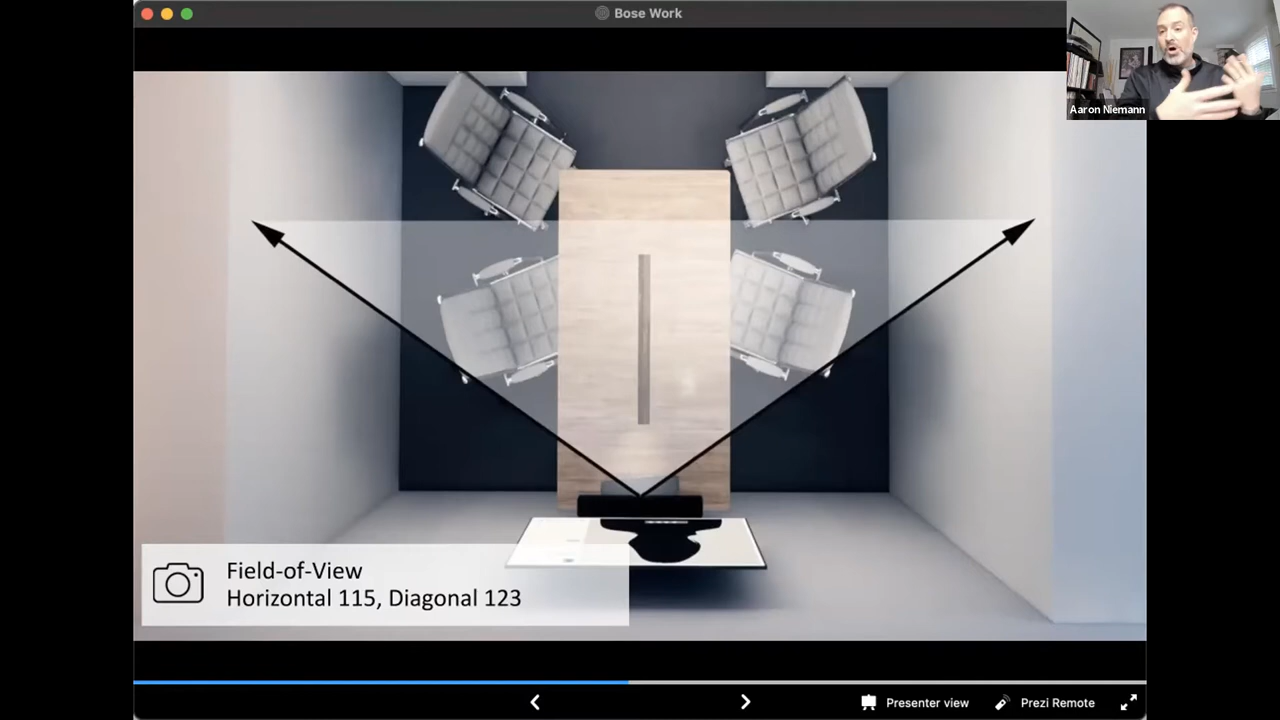 Bose Work
Aaron Niemann
Field-of-View
Horizontal 115, Diagonal 123
Presenter view
Prezi Remote